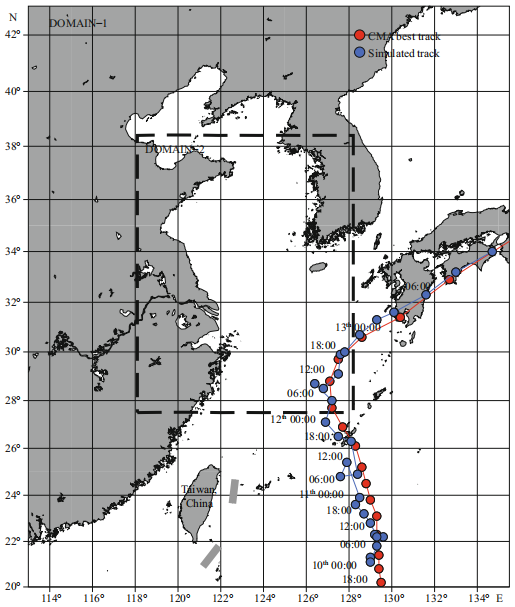 N
DOMAIN-1
42°
CMA best track
Simulated track
40°
38°
DOMAIN-2
36°
34°
06:00
32°
13th 00:00
18:00
30°
12:00
06:00
28°
12th 00:00
18:00
26°
12:00
06:00
Taiwan,
China
24°
11th 00:00
18:00
12:00
22°
06:00
10th 00:00
18:00
20°
114° 116° 118° 120° 122° 124° 126° 128° 130° 132° 134° E